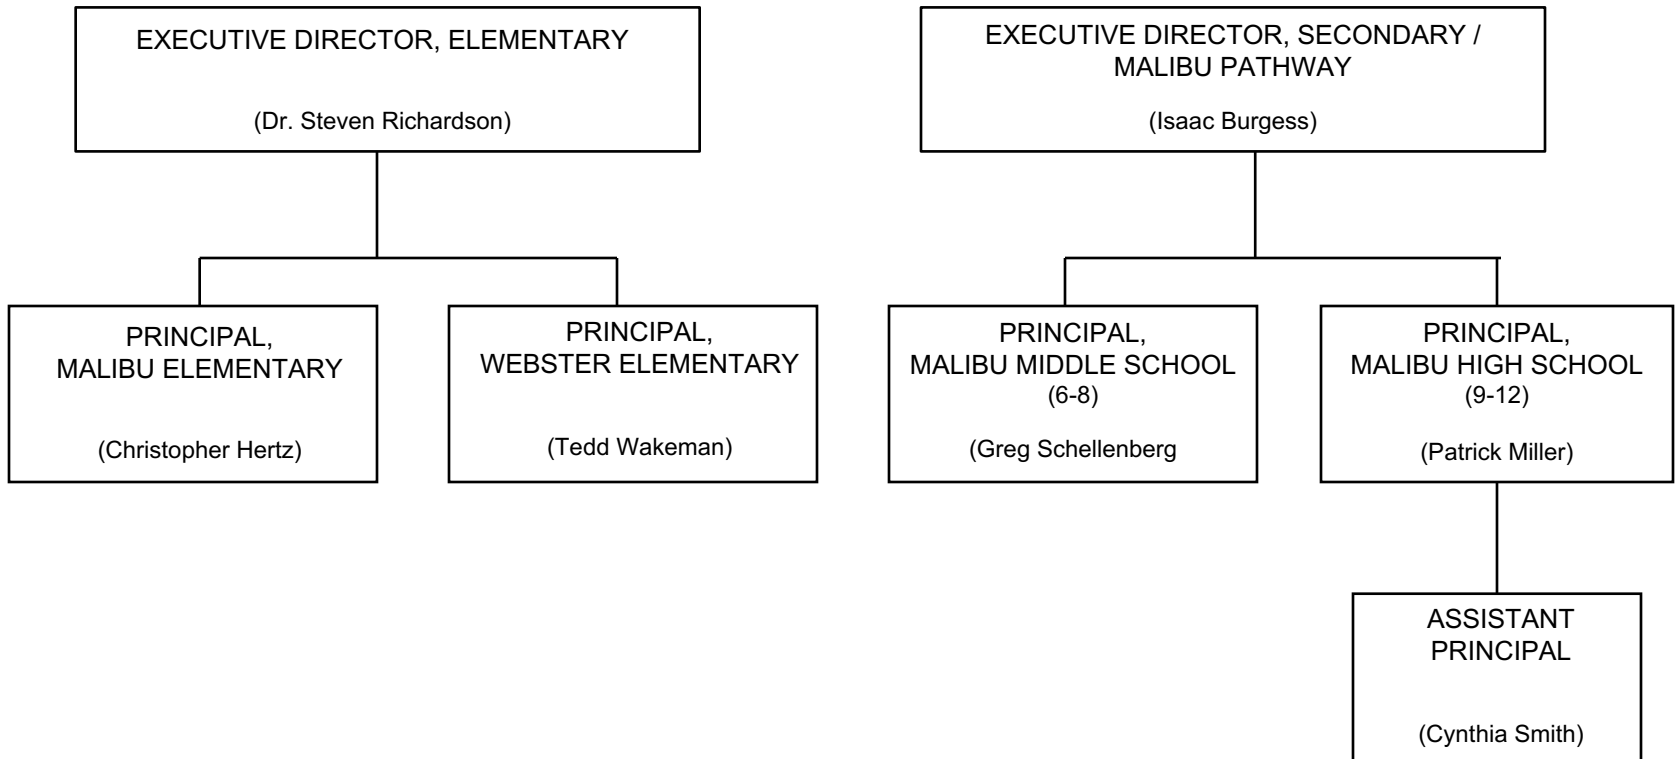 EXECUTIVE DIRECTOR, ELEMENTARY
(Dr. Steven Richardson)
EXECUTIVE DIRECTOR, SECONDARY /
MALIBU PATHWAY
(Isaac Burgess)
PRINCIPAL,
MALIBU ELEMENTARY
(Christopher Hertz)
PRINCIPAL,
WEBSTER ELEMENTARY
(Tedd Wakeman)
PRINCIPAL,
MALIBU MIDDLE SCHOOL
(6-8)
(Greg Schellenberg
PRINCIPAL,
MALIBU HIGH SCHOOL
(9-12)
(Patrick Miller)
ASSISTANT
PRINCIPAL
(Cynthia Smith)